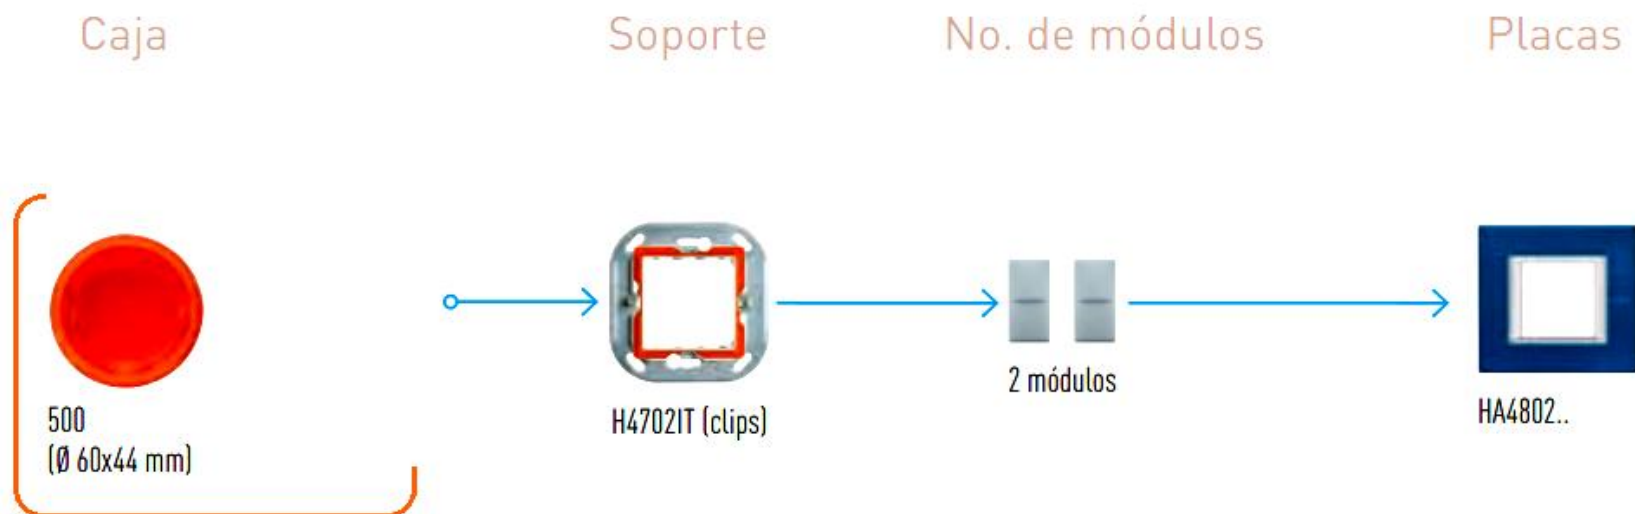 Caja
Soporte
No. de módulos
Placas
500
(Ø 60x44 mm)
H4702IT (clips)
2 módulos
HA4802..